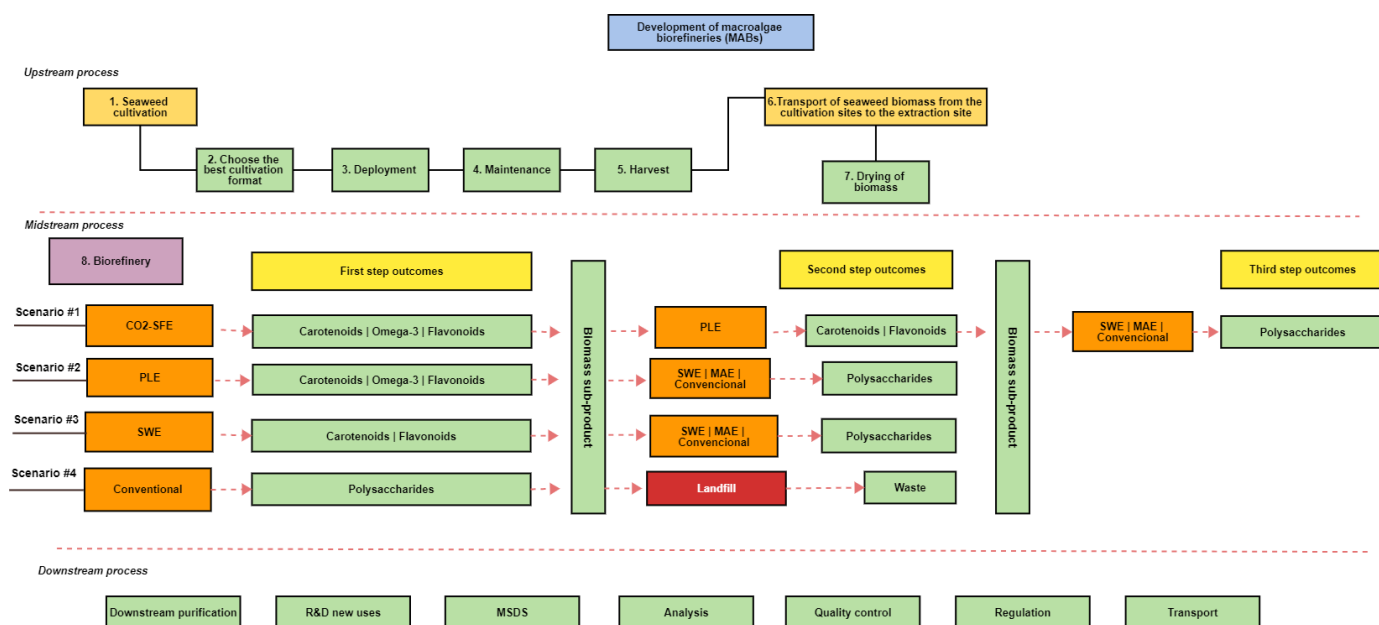 Development of macroalgae
biorefineries (MABs)
Upstream process
1. Seaweed
cultivation
6.Transport of seaweed biomass from the
cultivation sites to the extraction site
2. Choose the
best cultivation
format
3. Deployment
4. Maintenance
5. Harvest
7. Drying of
biomass
Midstream process
8. Biorefinery
First step outcomes
Second step outcomes
Third step outcomes
Scenario #1
CO2-SFE
Carotenoids | Omega-3 | Flavonoids
Biomass sub-product
PLE
Carotenoids | Flavonoids
Biomass sub-product
SWE | MAE |
Convencional
Polysaccharides
Scenario #2
PLE
Carotenoids | Omega-3 | Flavonoids
SWE | MAE |
Convencional
Polysaccharides
Scenario #3
SWE
Carotenoids | Flavonoids
SWE | MAE |
Convencional
Polysaccharides
Scenario #4
Conventional
Polysaccharides
Landfill
Waste
Downstream process
Downstream purification
R&D new uses
MSDS
Analysis
Quality control
Regulation
Transport